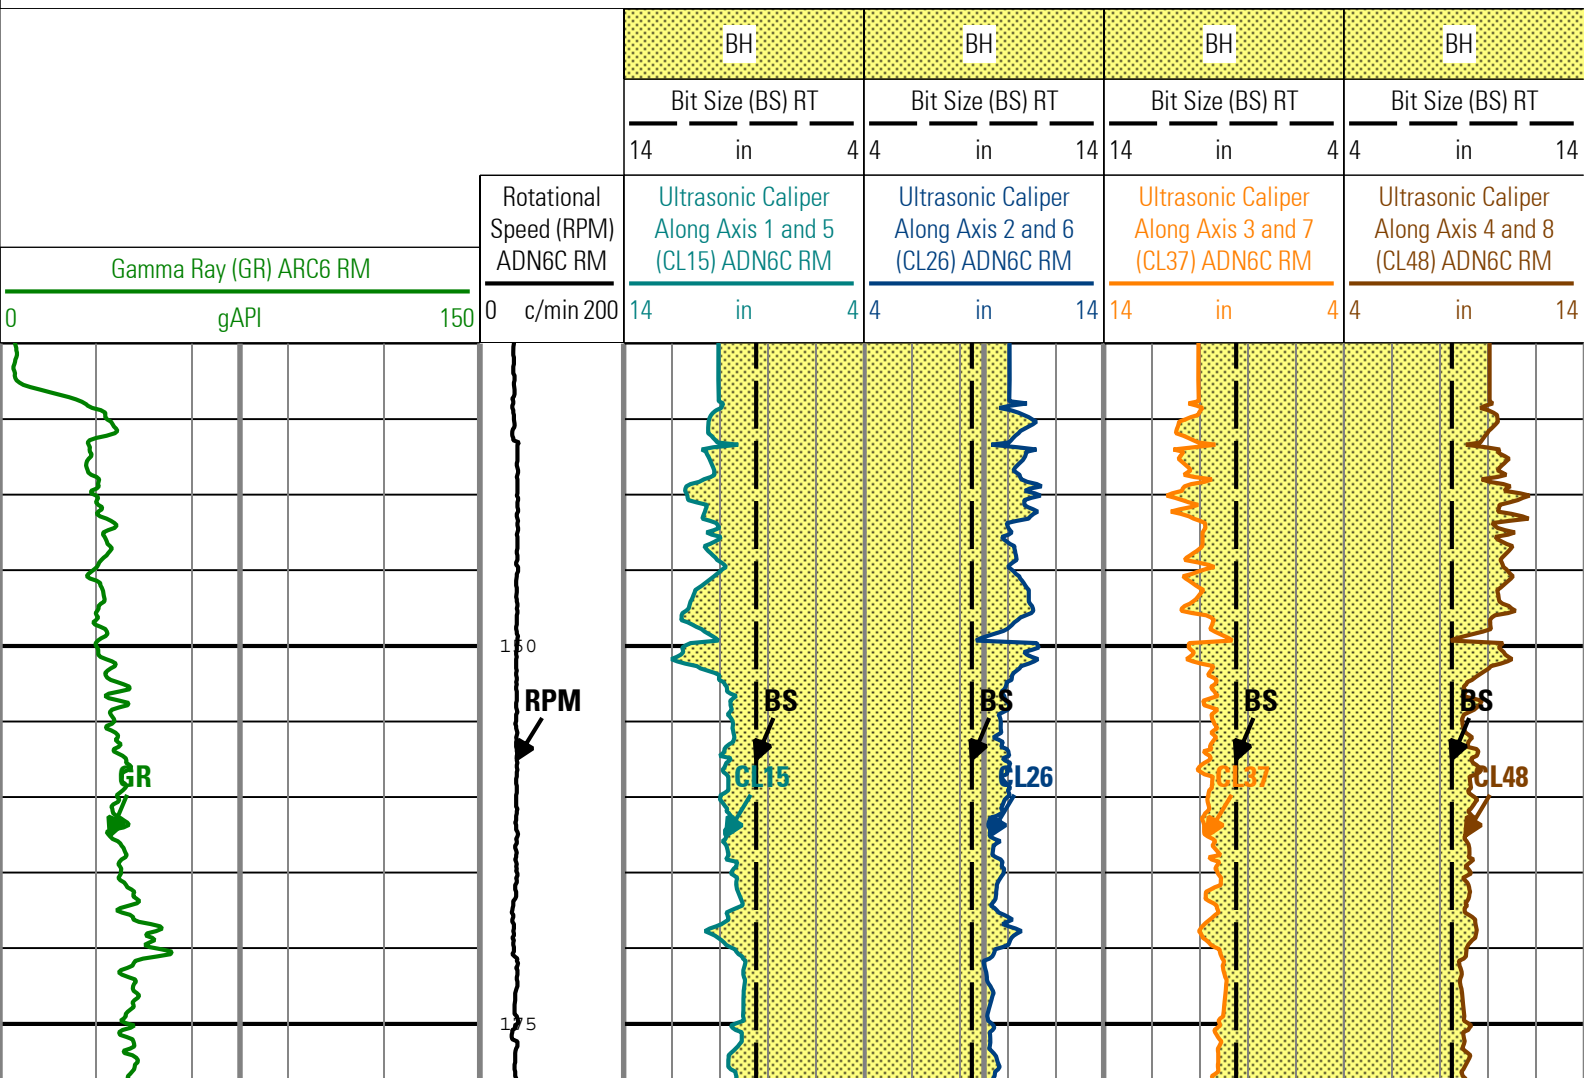 BH BH BH BH
Bit Size (BS) RT Bit Size (BS) RT Bit Size (BS) RT Bit Size (BS) RT
14 in 4 4 in 14 14 in 4 4 in 14
Rotational Speed (RPM) ADN6C RM
Ultrasonic Caliper Along Axis 1 and 5 (CL15) ADN6C RM
Ultrasonic Caliper Along Axis 2 and 6 (CL26) ADN6C RM
Ultrasonic Caliper Along Axis 3 and 7 (CL37) ADN6C RM
Ultrasonic Caliper Along Axis 4 and 8 (CL48) ADN6C RM
Gamma Ray (GR) ARC6 RM
0 gAPI 150
0 c/min 200
14 in 4 4 in 14 14 in 4 4 in 14
150
RPM BS BS BS BS
GR CL15 CL26 CL37 CL48
175